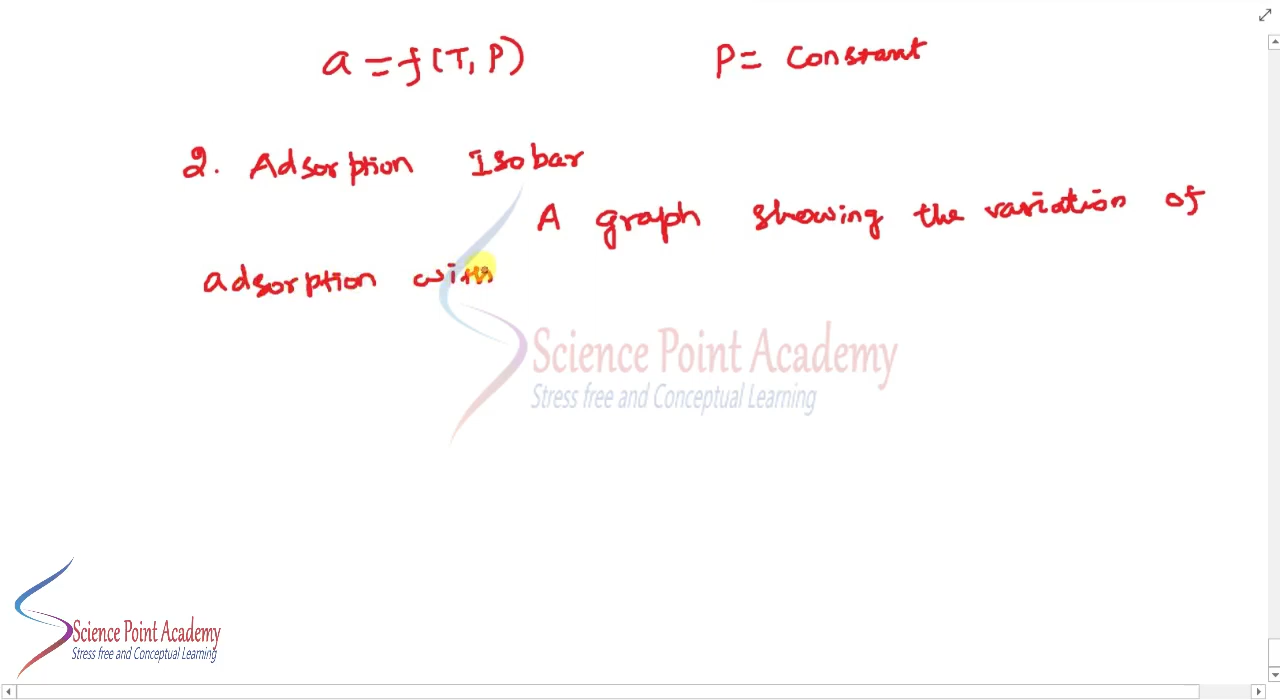 a = f(T, P) P = Constant
2. Adsorption Isobar
A graph showing the variation of
adsorption with
Science Point Academy
Stress free and Conceptual Learning
Science Point Academy
Stress free and Conceptual Learning